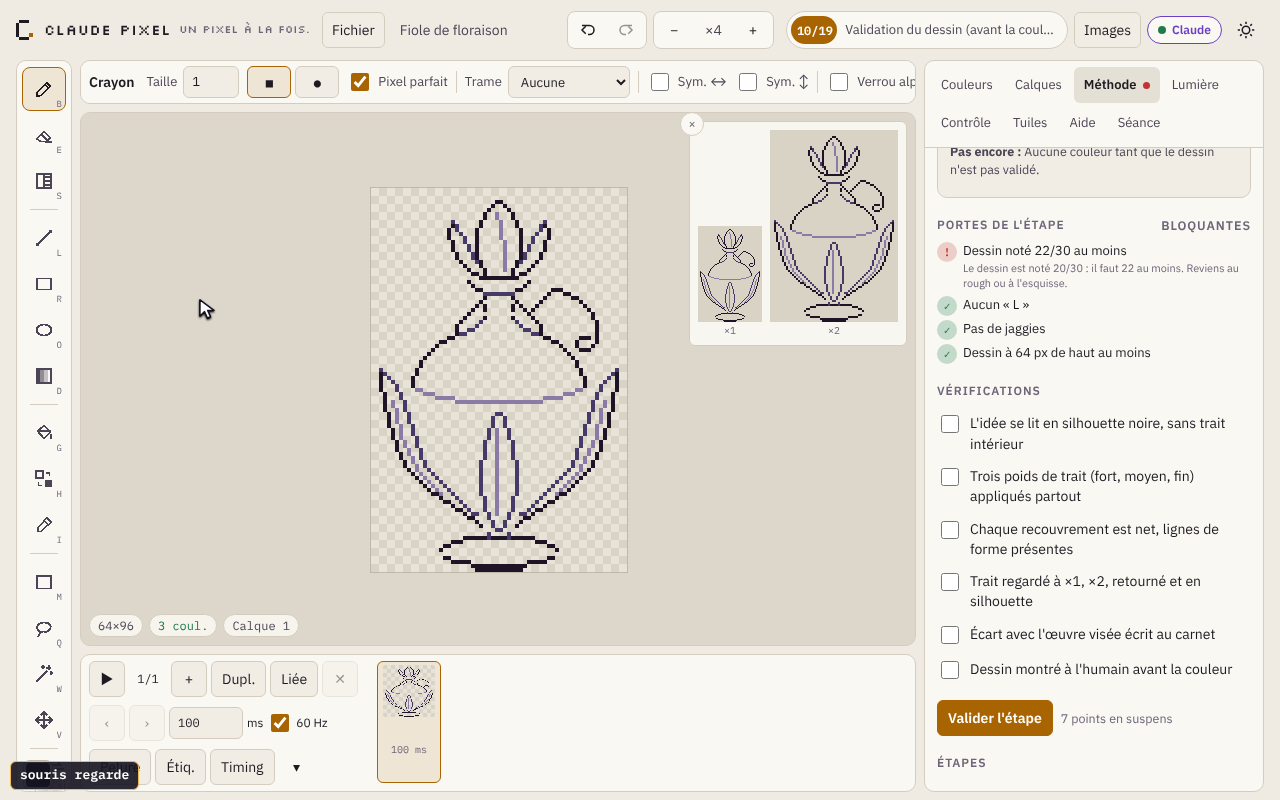 CLAUDE PIXEL UN PIXEL À LA FOIS. Fichier Fiole de floraison − ×4 + 10/19 Validation du dessin (avant la coul… Images Claude
Crayon Taille 1 Pixel parfait Trame Aucune Sym. ↔ Sym. ↕ Verrou alp
Couleurs Calques Méthode Lumière
Contrôle Tuiles Aide Séance
B
E
S
L
R
O
D
G
H
I
M
Q
W
V
×
×1 ×2
Pas encore : Aucune couleur tant que le dessin
n'est pas validé.
PORTES DE L'ÉTAPE BLOQUANTES
! Dessin noté 22/30 au moins
Le dessin est noté 20/30 : il faut 22 au moins. Reviens au
rough ou à l'esquisse.
✓ Aucun « L »
✓ Pas de jaggies
✓ Dessin à 64 px de haut au moins
VÉRIFICATIONS
L'idée se lit en silhouette noire, sans trait
intérieur
Trois poids de trait (fort, moyen, fin)
appliqués partout
Chaque recouvrement est net, lignes de
forme présentes
Trait regardé à ×1, ×2, retourné et en
silhouette
Écart avec l'œuvre visée écrit au carnet
Dessin montré à l'humain avant la couleur
Valider l'étape 7 points en suspens
ÉTAPES
64×96 3 coul. Calque 1
1/1 + Dupl. Liée ✕
‹ › 100 ms 60 Hz
100 ms
Étiq. Timing ▼
souris regarde